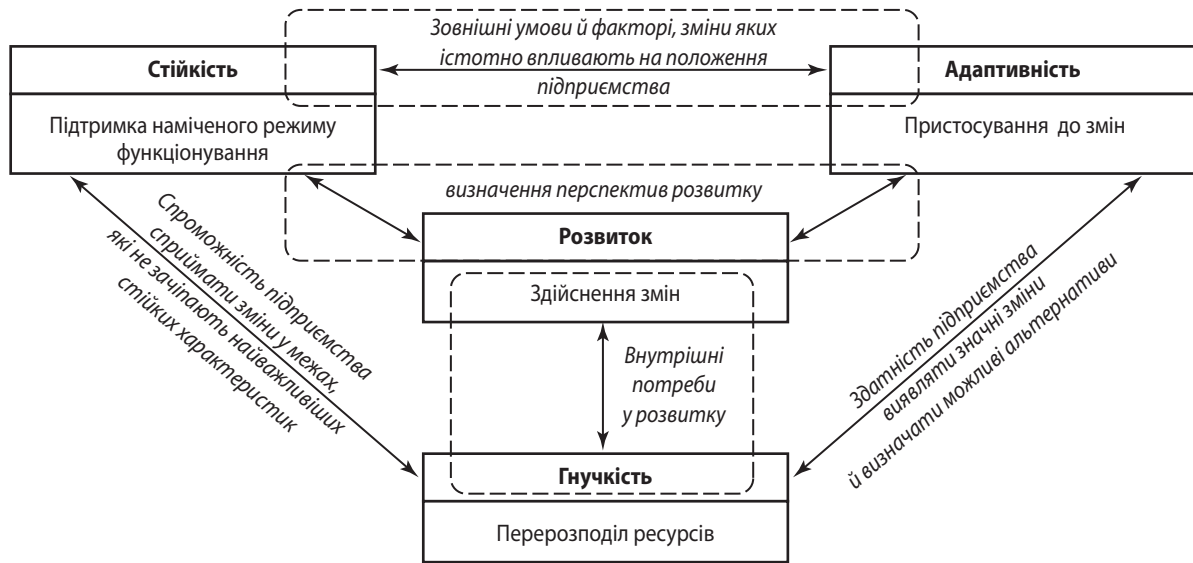 Зовнішні умови й факторі, зміни яких
істотно впливають на положення
підприємства
Стійкість
Підтримка наміченого режиму
функціонування
Адаптивність
Пристосування до змін
визначення перспектив розвитку
Розвиток
Здійснення змін
Спроможність підприємства
сприймати зміни у межах,
які не зачіпають найважливіших
стійких характеристик
Внутрішні
потреби
у розвитку
Здатність підприємства
виявляти значні зміни
й визначати можливі альтернативи
Гнучкість
Перерозподіл ресурсів